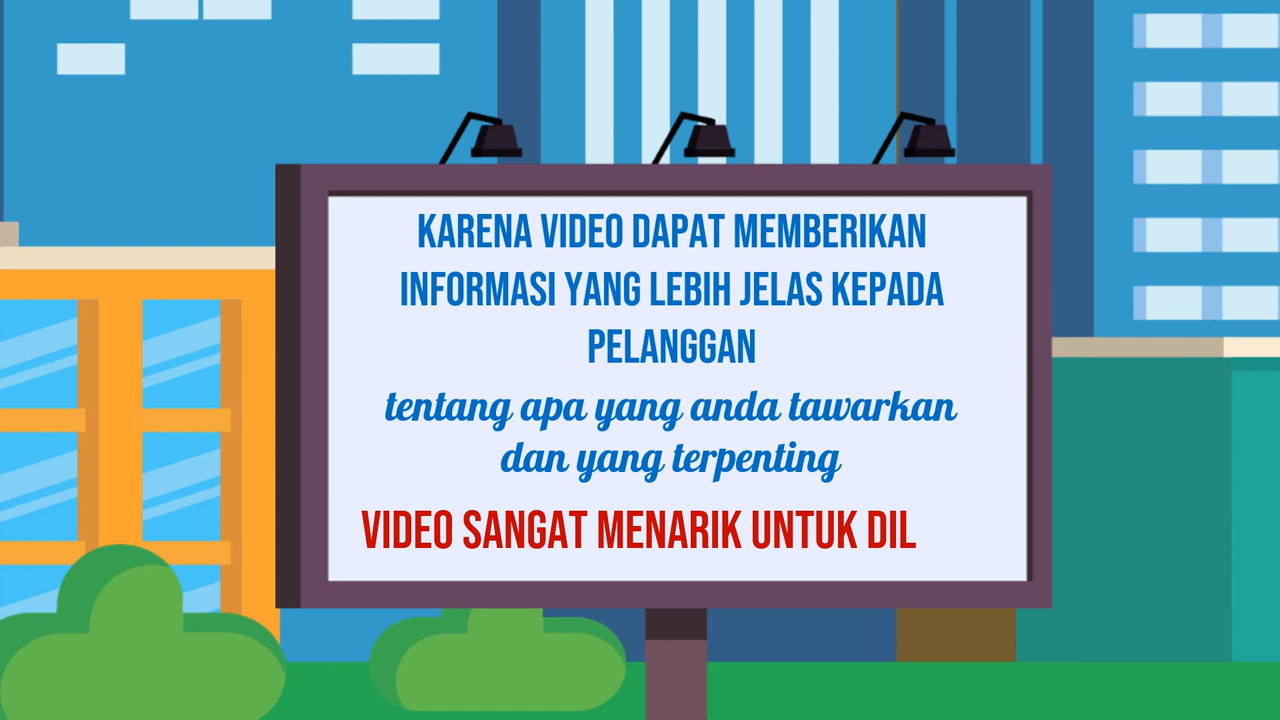 KARENA VIDEO DAPAT MEMBERIKAN
INFORMASI YANG LEBIH JELAS KEPADA
PELANGGAN
tentang apa yang anda tawarkan
dan yang terpenting
VIDEO SANGAT MENARIK UNTUK DIL